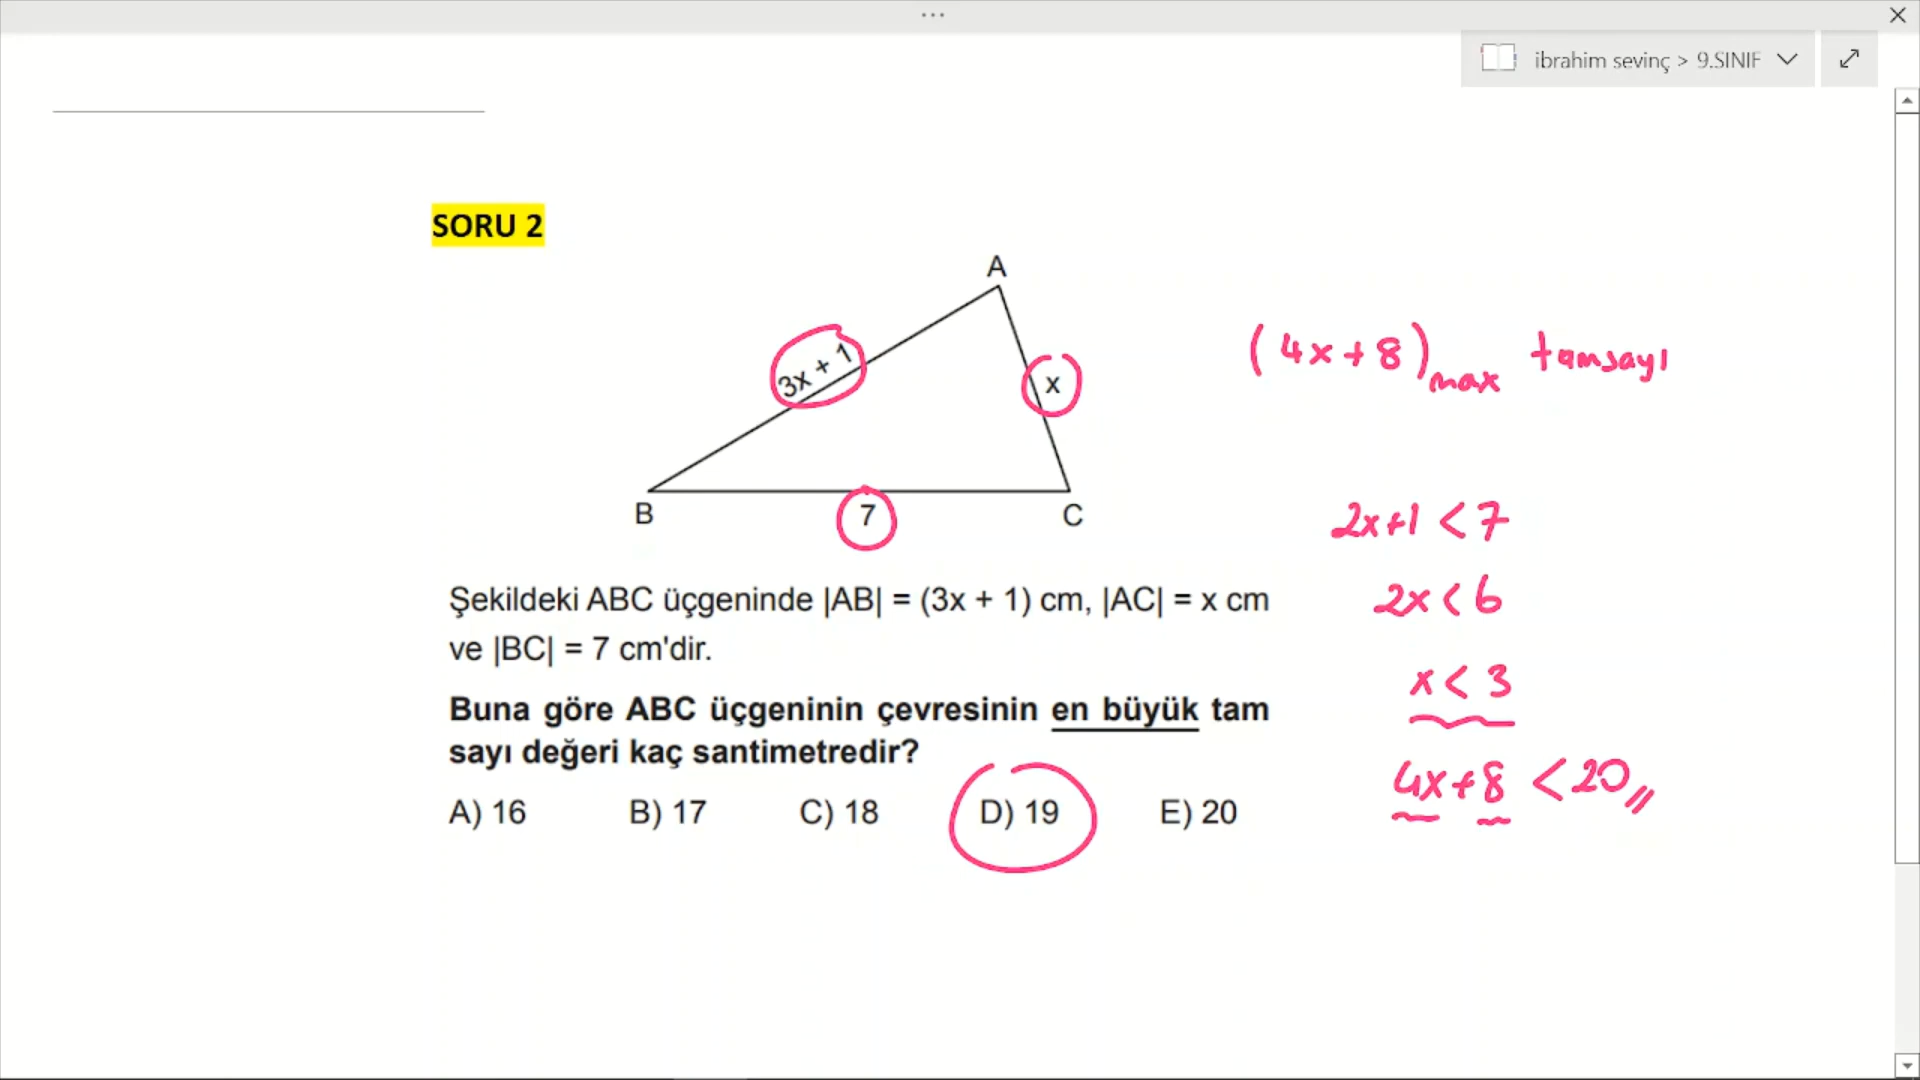 ibrahim sevinç > 9.SINIF
SORU 2
A
3x + 1
x
B
7
C
(4x+8)max tamsayı
2x+1 < 7
2x < 6
x < 3
4x+8 < 20
Şekildeki ABC üçgeninde |AB| = (3x + 1) cm, |AC| = x cm
ve |BC| = 7 cm'dir.
Buna göre ABC üçgeninin çevresinin en büyük tam
sayı değeri kaç santimetredir?
A) 16 B) 17 C) 18 D) 19 E) 20